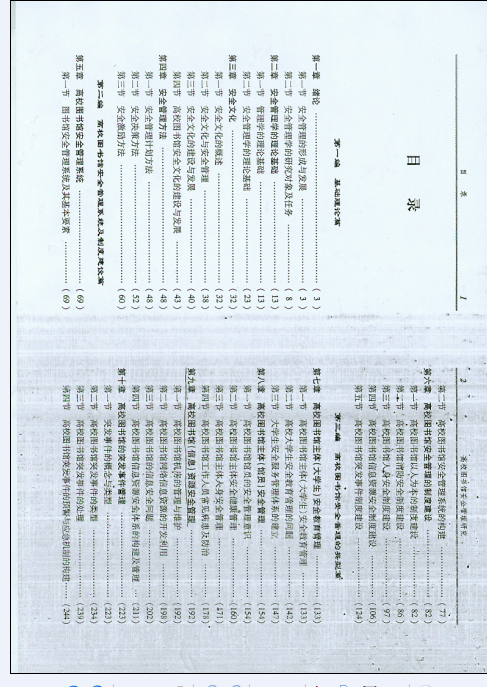 目 录
1
目 录
第一编 基础理论篇
第一章 绪论 ……………… ( 3 )
第一节 安全管理的形成与发展 ……………… ( 3 )
第二节 安全管理学的研究对象及任务 ……………… ( 8 )
第二章 安全管理学的理论基础 ……………… ( 13 )
第一节 管理学的理论基础 ……………… ( 13 )
第二节 安全管理学的理论基础 ……………… ( 23 )
第三章 安全文化 ……………… ( 32 )
第一节 安全文化的概述 ……………… ( 32 )
第二节 安全文化与安全管理 ……………… ( 38 )
第三节 安全文化的建设与发展 ……………… ( 40 )
第四节 高校图书馆安全文化的建设与发展 ……………… ( 43 )
第四章 安全管理方法 ……………… ( 48 )
第一节 安全管理计划方法 ……………… ( 48 )
第二节 安全决策方法 ……………… ( 52 )
第三节 安全激励方法 ……………… ( 60 )
第二编 高校图书馆安全管理系统及制度建设篇
第五章 高校图书馆安全管理系统 ……………… ( 69 )
第一节 图书馆安全管理系统及其基本要素 ……………… ( 69 )
2
高校图书馆安全管理研究
第二节 高校图书馆安全管理系统的构建 ……………… ( 77 )
第六章 高校图书馆安全管理的制度建设 ……………… ( 82 )
第一节 高校图书馆以人为本的制度建设 ……………… ( 82 )
第二节 高校图书馆消防安全制度建设 ……………… ( 86 )
第三节 高校图书馆人身安全制度建设 ……………… ( 97 )
第四节 高校图书馆信息资源安全制度建设 ……………… ( 106 )
第五节 高校图书馆突发事件制度建设 ……………… ( 124 )
第三编 高校图书馆安全管理的类型篇
第七章 高校图书馆主体(大学生)安全教育管理 ……………… ( 133 )
第一节 高校图书馆主体(大学生)安全教育管理 ……………… ( 133 )
第二节 高校大学生安全教育管理的问题 ……………… ( 142 )
第三节 大学生安全服务管理体系的建立 ……………… ( 147 )
第八章 高校图书馆主体(馆员)安全管理 ……………… ( 154 )
第一节 高校图书馆馆员的安全管理意识 ……………… ( 154 )
第二节 高校图书馆主体安全健康管理 ……………… ( 160 )
第三节 高校图书馆主体人身安全管理 ……………… ( 171 )
第四节 高校图书馆工作人员常见病患及防治 ……………… ( 178 )
第九章 高校图书馆(信息)资源安全管理 ……………… ( 192 )
第一节 高校图书馆机房的管理与维护 ……………… ( 192 )
第二节 高校图书馆网络信息资源的开发利用 ……………… ( 198 )
第三节 高校图书馆的信息安全问题 ……………… ( 202 )
第四节 高校图书馆信息资源安全体系的构建及管理 ……………… ( 211 )
第十章 高校图书馆的突发事件管理 ……………… ( 223 )
第一节 突发事件的概念与类型 ……………… ( 223 )
第二节 高校图书馆突发事件的类型 ……………… ( 234 )
第三节 高校图书馆突发事件的处理 ……………… ( 239 )
第四节 高校图书馆突发事件的预警与应急机制的构建 ……………… ( 244 )